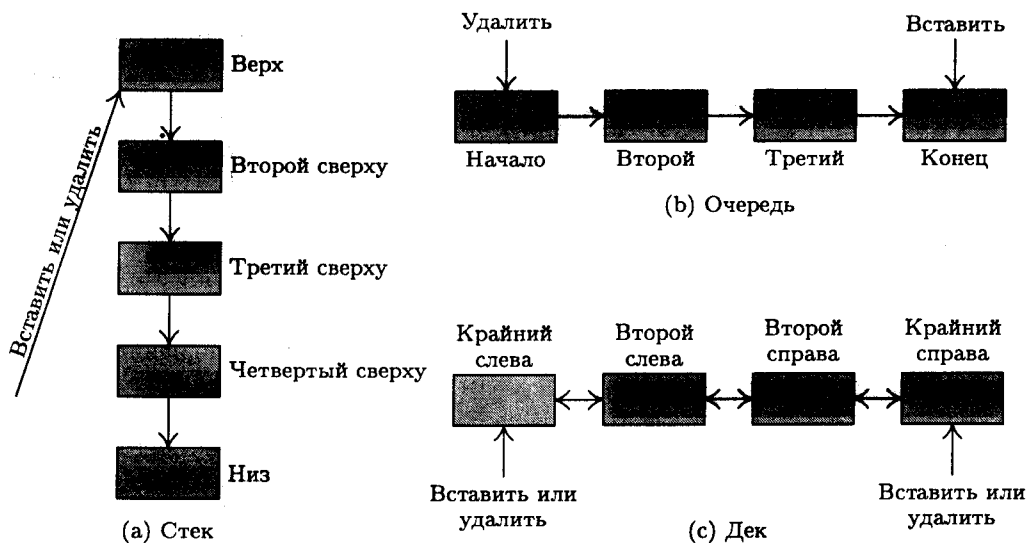 Вставить или удалить
Верх
Второй сверху
Третий сверху
Четвертый сверху
Низ
(a) Стек
Удалить
Вставить
Начало
Второй
Третий
Конец
(b) Очередь
Крайний
слева
Второй
слева
Второй
справа
Крайний
справа
Вставить или
удалить
Вставить или
удалить
(c) Дек